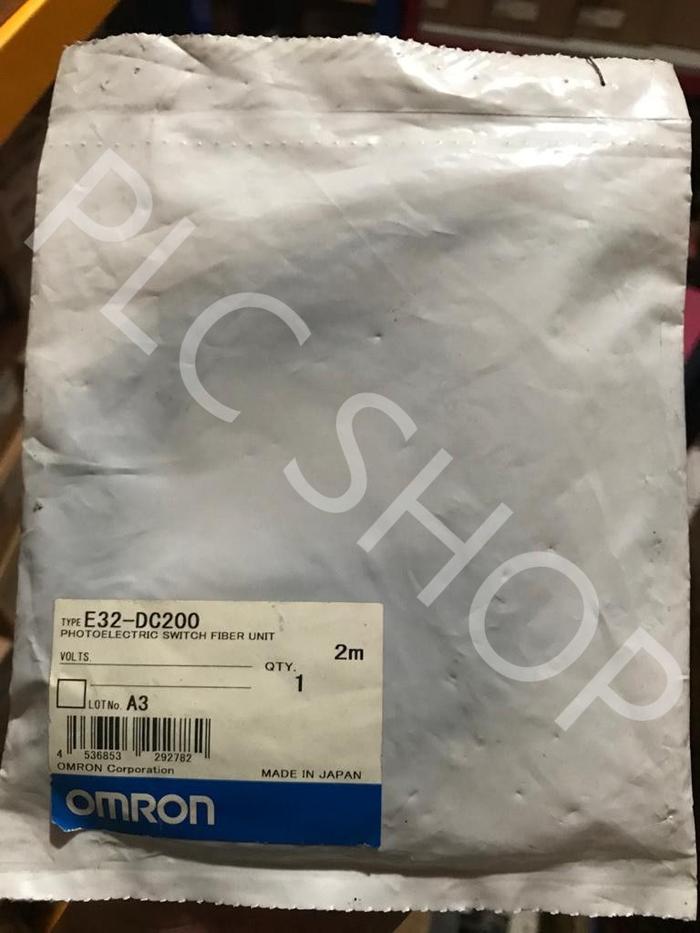 PLC SHOP
TYPE E32-DC200
PHOTOELECTRIC SWITCH FIBER UNIT
2m
VOLTS.
QTY.
1
LOT No. A3
4 536853 292782
OMRON Corporation MADE IN JAPAN
OMRON